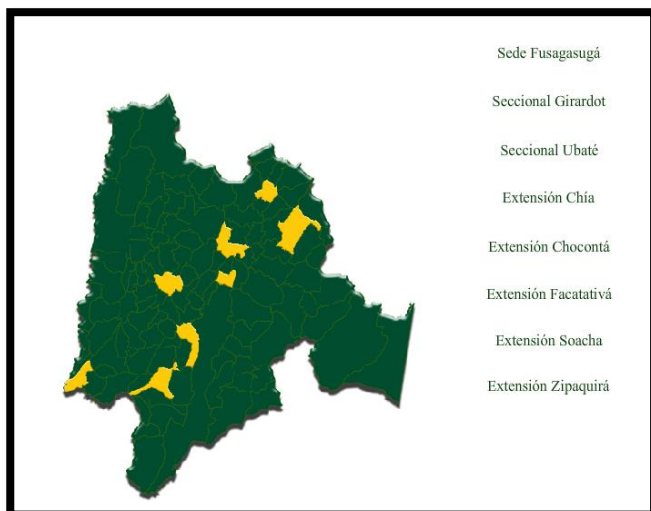 Sede Fusagasugá
Seccional Girardot
Seccional Ubaté
Extensión Chía
Extensión Chocontá
Extensión Facatativá
Extensión Soacha
Extensión Zipaquirá